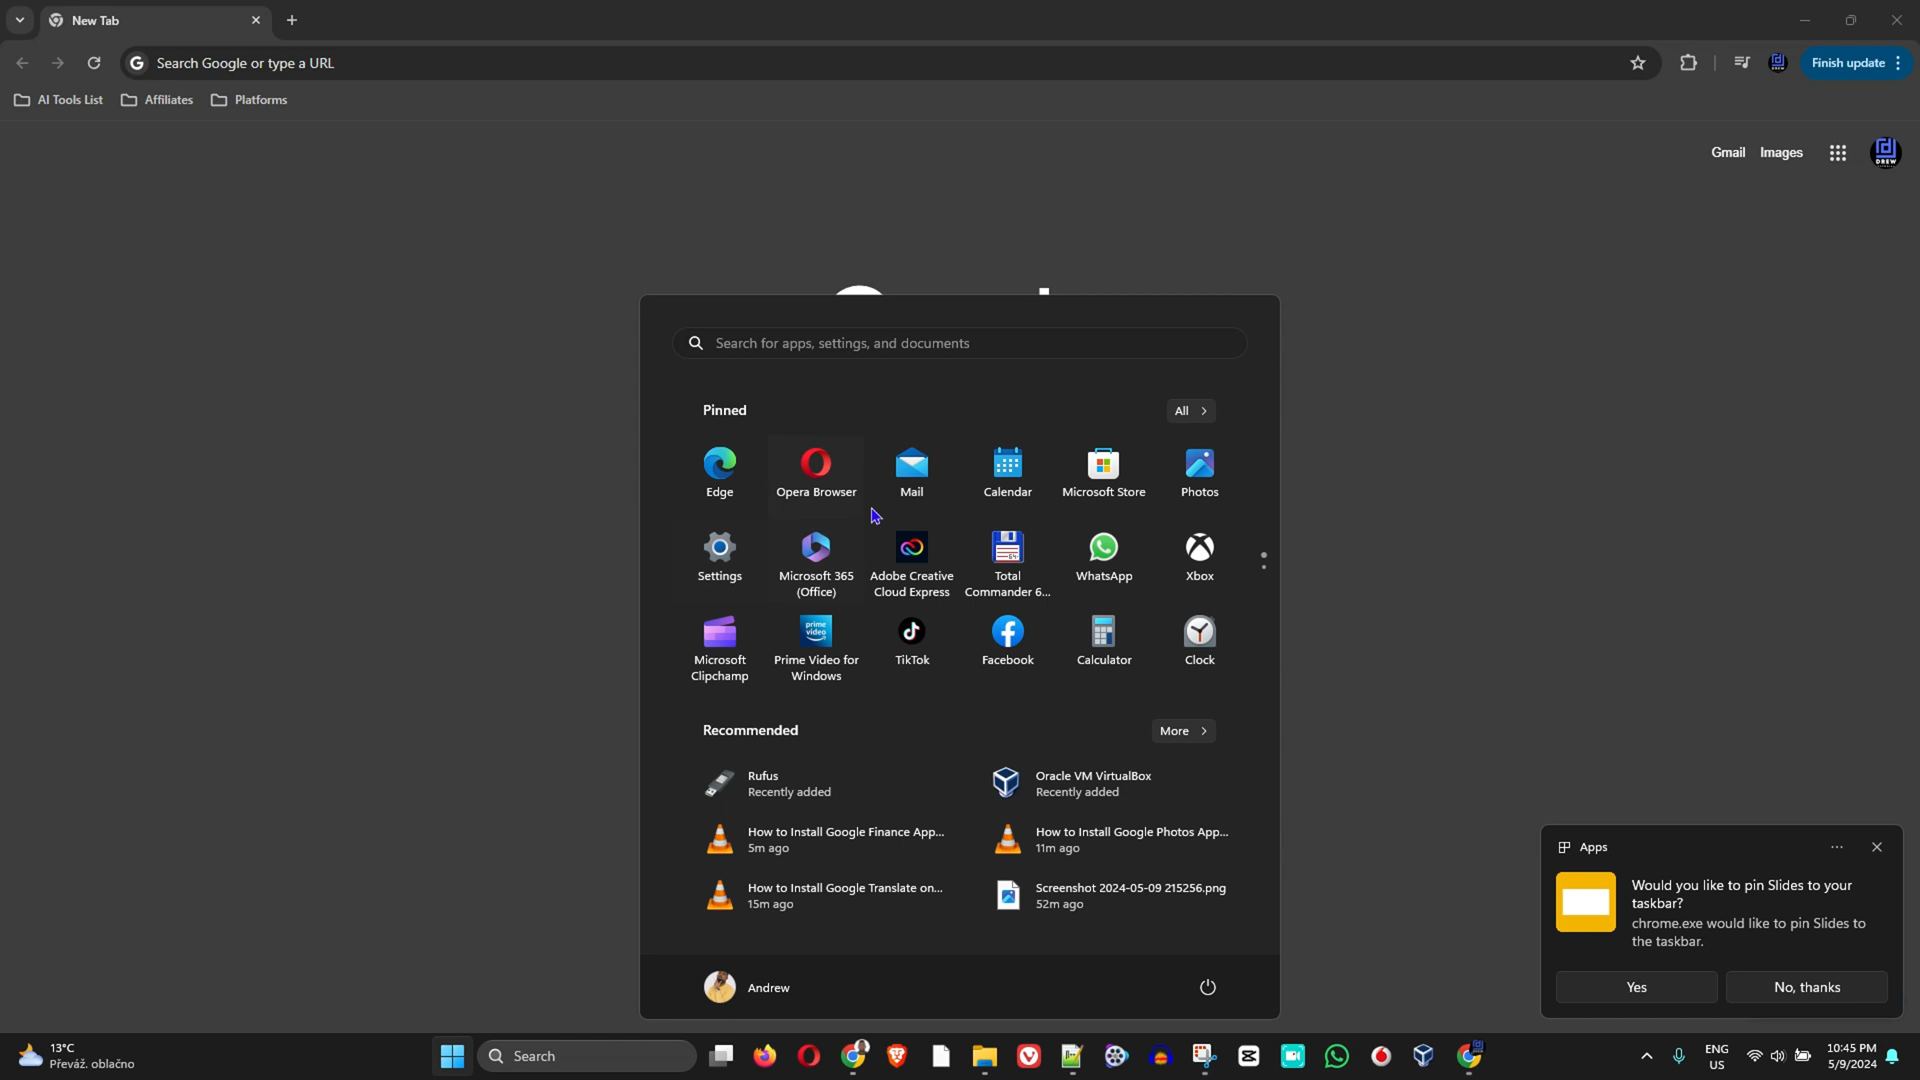 New Tab
Search Google or type a URL
Finish update
AI Tools List
Affiliates
Platforms
Gmail
Images
DREW
Search for apps, settings, and documents
Pinned
All
Edge
Opera Browser
Mail
Calendar
Microsoft Store
Photos
Settings
Microsoft 365
(Office)
Adobe Creative
Cloud Express
64
Total
Commander 6...
WhatsApp
Xbox
Microsoft
Clipchamp
prime
video
Prime Video for
Windows
TikTok
Facebook
Calculator
Clock
Recommended
More
Rufus
Recently added
Oracle VM VirtualBox
Recently added
How to Install Google Finance App...
5m ago
How to Install Google Photos App...
11m ago
How to Install Google Translate on...
15m ago
Screenshot 2024-05-09 215256.png
52m ago
Andrew
Apps
Would you like to pin Slides to your
taskbar?
chrome.exe would like to pin Slides to
the taskbar.
Yes
No, thanks
13°C
Převáž. oblačno
Search
ENG
US
10:45 PM
5/9/2024